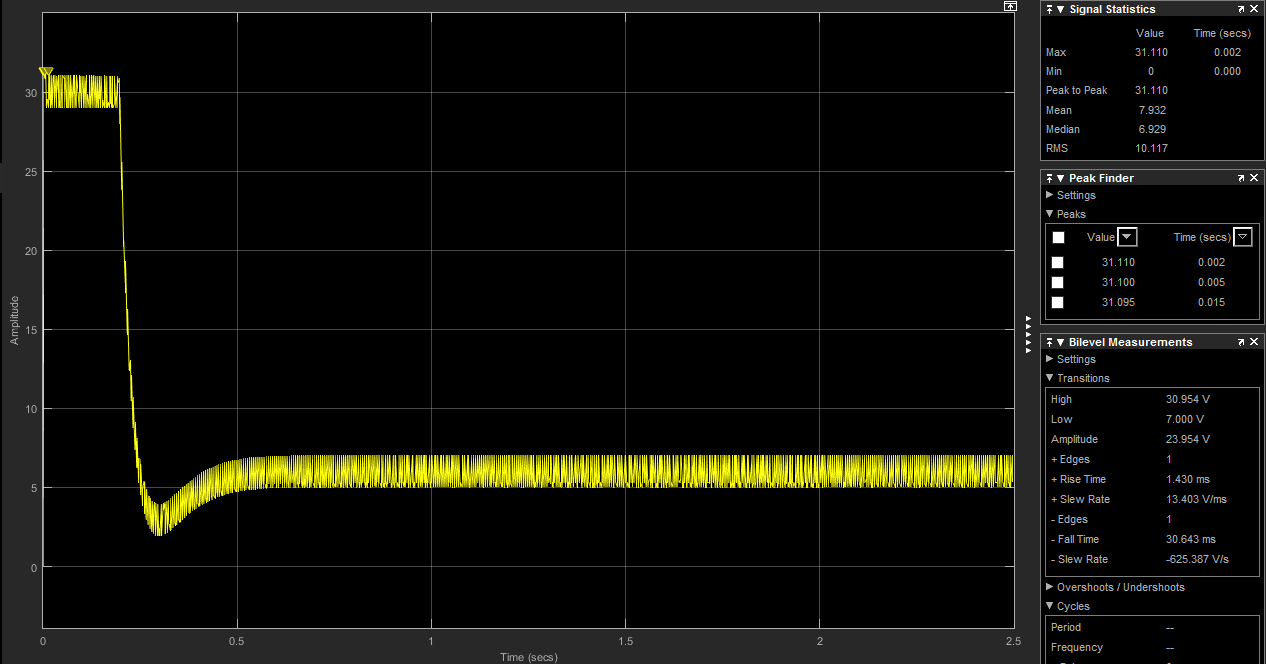 30
25
20
15
10
5
0
Amplitude
0
0.5
1
1.5
2
2.5
Time (secs)
Signal Statistics
Value Time (secs)
Max 31.110 0.002
Min 0 0.000
Peak to Peak 31.110
Mean 7.932
Median 6.929
RMS 10.117
Peak Finder
Settings
Peaks
Value Time (secs)
31.110 0.002
31.100 0.005
31.095 0.015
Bilevel Measurements
Settings
Transitions
High 30.954 V
Low 7.000 V
Amplitude 23.954 V
+ Edges 1
+ Rise Time 1.430 ms
+ Slew Rate 13.403 V/ms
- Edges 1
- Fall Time 30.643 ms
- Slew Rate -625.387 V/s
Overshoots / Undershoots
Cycles
Period --
Frequency --